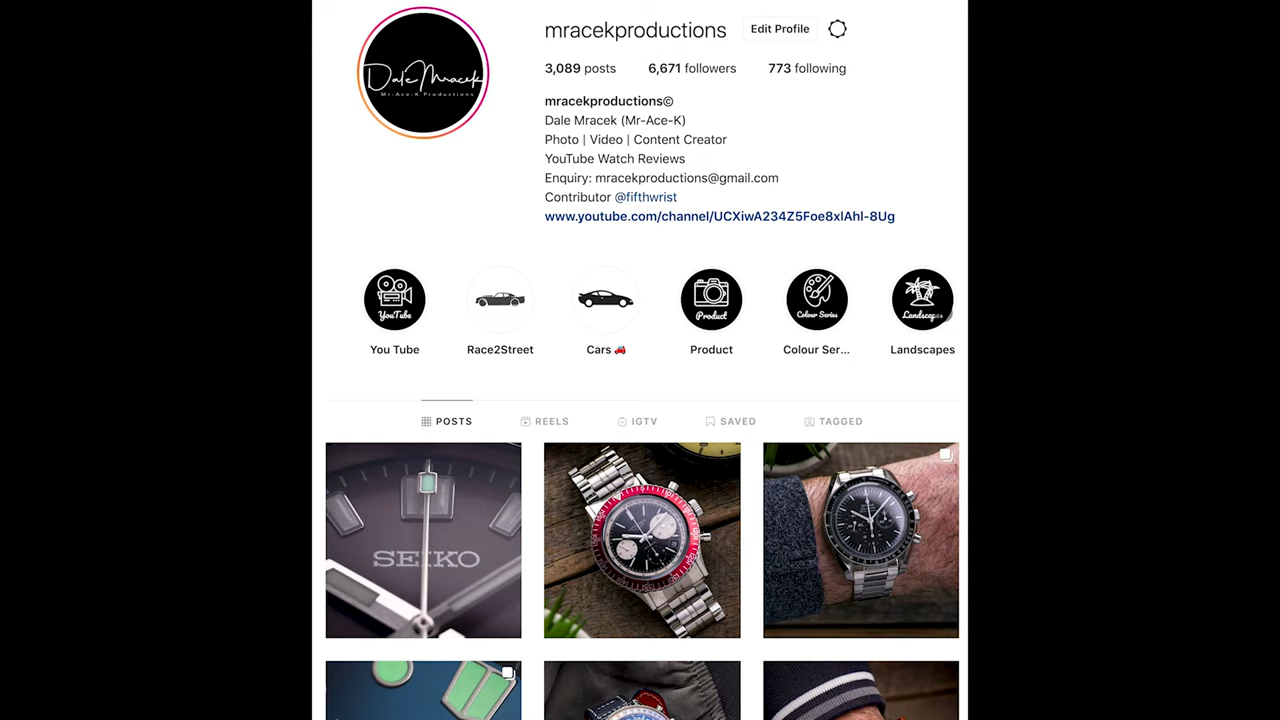 mracekproductions Edit Profile
Dale Mracek
Mr-Ace-K Productions
3,089 posts 6,671 followers 773 following
mracekproductions©
Dale Mracek (Mr-Ace-K)
Photo | Video | Content Creator
YouTube Watch Reviews
Enquiry: mracekproductions@gmail.com
Contributor @fifthwrist
www.youtube.com/channel/UCXiwA234Z5Foe8xlAhl-8Ug
YouTube Product Colour Series Landscapes
You Tube Race2Street Cars 🚗 Product Colour Ser... Landscapes
POSTS REELS IGTV SAVED TAGGED
SEIKO